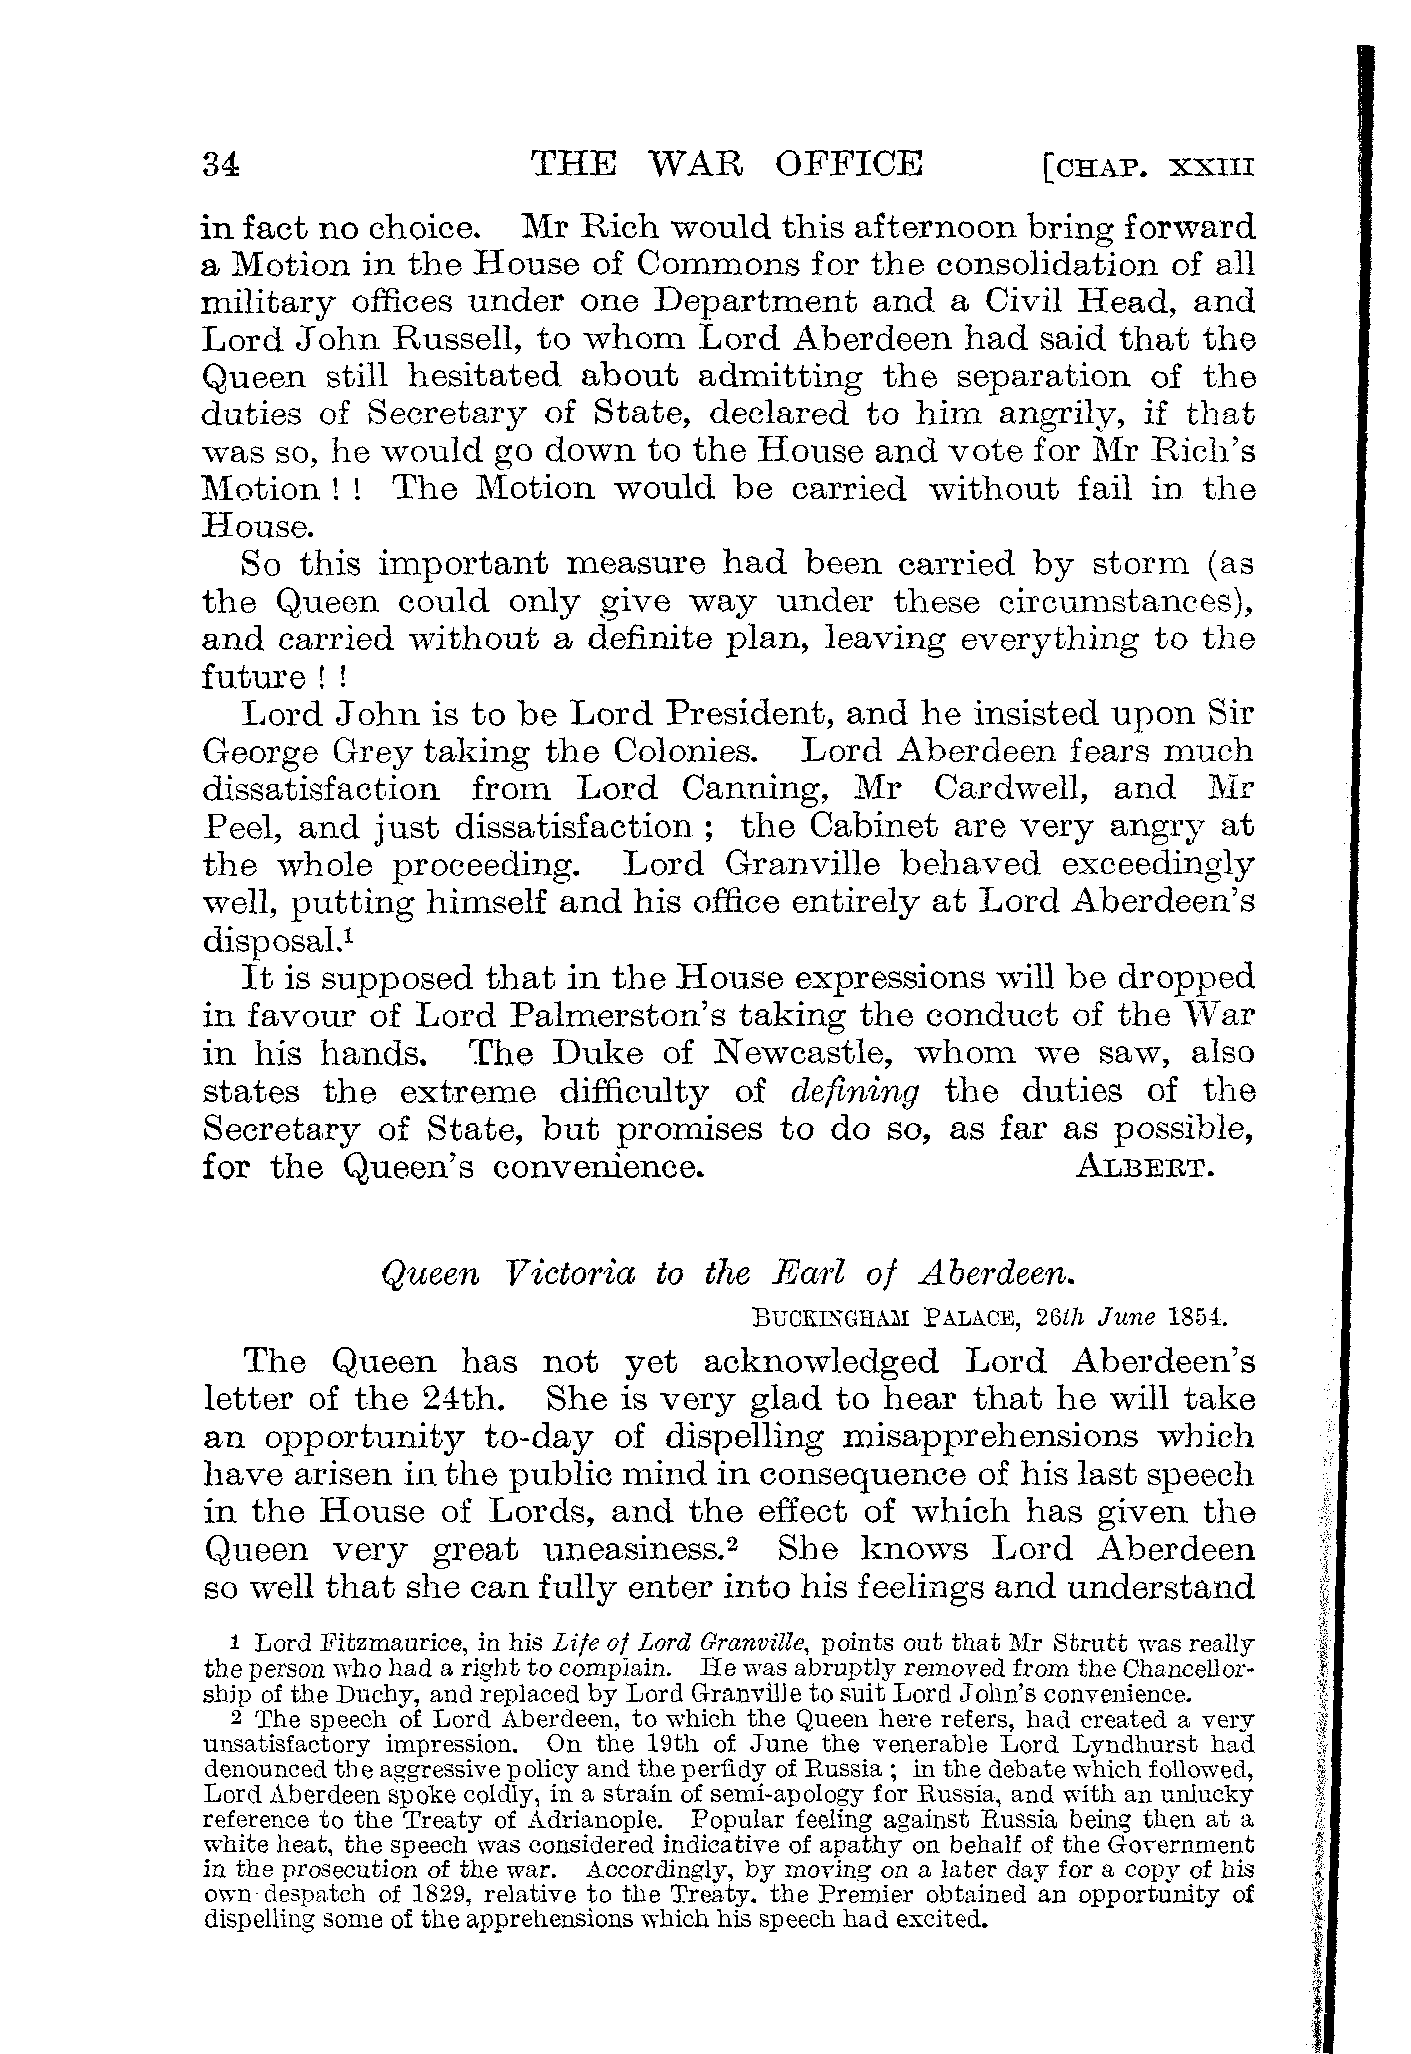 34 THE WAR OFFICE [CHAP. XXIII
in fact no choice. Mr Rich would this afternoon bring forward
a Motion in the House of Commons for the consolidation of all
military offices under one Department and a Civil Head, and
Lord John Russell, to whom Lord Aberdeen had said that the
Queen still hesitated about admitting the separation of the
duties of Secretary of State, declared to him angrily, if that
was so, he would go down to the House and vote for Mr Rich's
Motion ! ! The Motion would be carried without fail in the
House.
So this important measure had been carried by storm (as
the Queen could only give way under these circumstances),
and carried without a definite plan, leaving everything to the
future ! !
Lord John is to be Lord President, and he insisted upon Sir
George Grey taking the Colonies. Lord Aberdeen fears much
dissatisfaction from Lord Canning, Mr Cardwell, and Mr
Peel, and just dissatisfaction ; the Cabinet are very angry at
the whole proceeding. Lord Granville behaved exceedingly
well, putting himself and his office entirely at Lord Aberdeen's
disposal.¹
It is supposed that in the House expressions will be dropped
in favour of Lord Palmerston's taking the conduct of the War
in his hands. The Duke of Newcastle, whom we saw, also
states the extreme difficulty of defining the duties of the
Secretary of State, but promises to do so, as far as possible,
for the Queen's convenience. ALBERT.
Queen Victoria to the Earl of Aberdeen.
BUCKINGHAM PALACE, 26th June 1854.
The Queen has not yet acknowledged Lord Aberdeen's
letter of the 24th. She is very glad to hear that he will take
an opportunity to-day of dispelling misapprehensions which
have arisen in the public mind in consequence of his last speech
in the House of Lords, and the effect of which has given the
Queen very great uneasiness.² She knows Lord Aberdeen
so well that she can fully enter into his feelings and understand
1 Lord Fitzmaurice, in his Life of Lord Granville, points out that Mr Strutt was really
the person who had a right to complain. He was abruptly removed from the Chancellor-
ship of the Duchy, and replaced by Lord Granville to suit Lord John's convenience.
2 The speech of Lord Aberdeen, to which the Queen here refers, had created a very
unsatisfactory impression. On the 19th of June the venerable Lord Lyndhurst had
denounced the aggressive policy and the perfidy of Russia ; in the debate which followed,
Lord Aberdeen spoke coldly, in a strain of semi-apology for Russia, and with an unlucky
reference to the Treaty of Adrianople. Popular feeling against Russia being then at a
white heat, the speech was considered indicative of apathy on behalf of the Government
in the prosecution of the war. Accordingly, by moving on a later day for a copy of his
own despatch of 1829, relative to the Treaty. the Premier obtained an opportunity of
dispelling some of the apprehensions which his speech had excited.